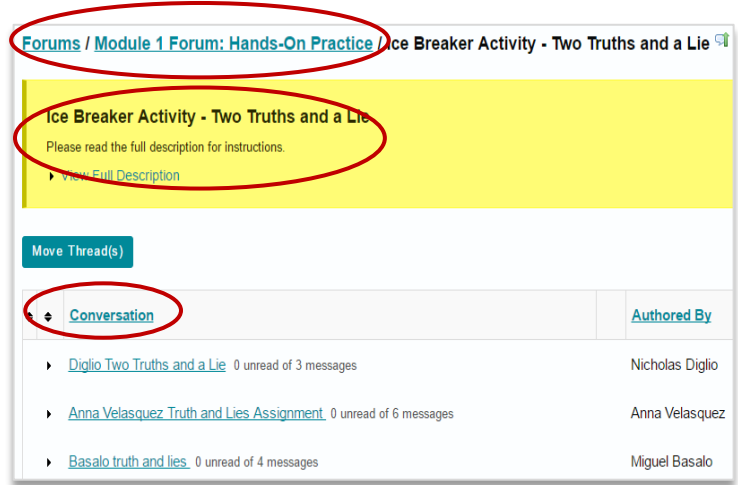 Forums / Module 1 Forum: Hands-On Practice / Ice Breaker Activity - Two Truths and a Lie
Ice Breaker Activity - Two Truths and a Lie
Please read the full description for instructions.
View Full Description
Move Thread(s)
Conversation Authored By
Diglio Two Truths and a Lie 0 unread of 3 messages Nicholas Diglio
Anna Velasquez Truth and Lies Assignment 0 unread of 6 messages Anna Velasquez
Basalo truth and lies 0 unread of 4 messages Miguel Basalo